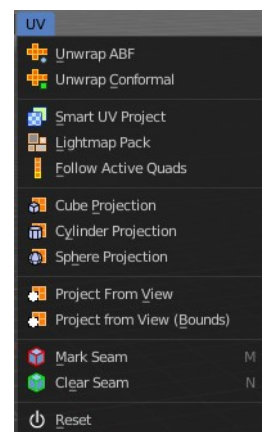 UV
Unwrap ABF
Unwrap Conformal
Smart UV Project
Lightmap Pack
Follow Active Quads
Cube Projection
Cylinder Projection
Sphere Projection
Project From View
Project from View (Bounds)
Mark Seam M
Clear Seam N
Reset